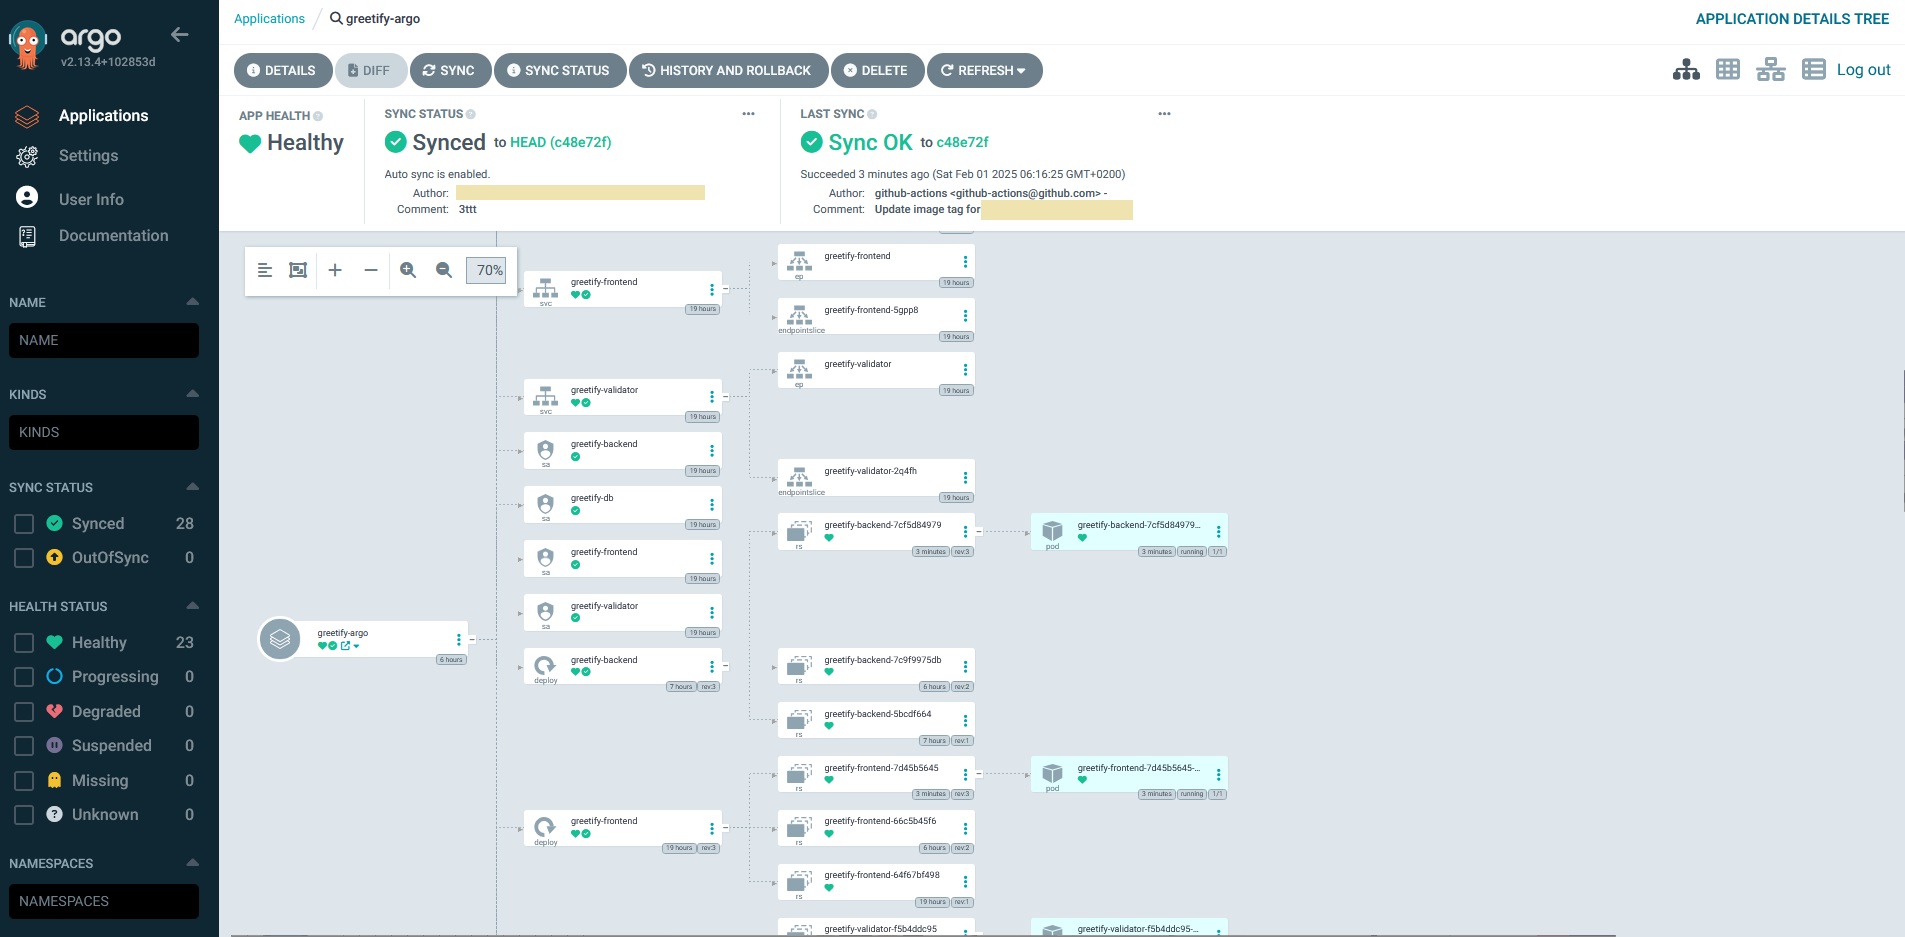 argo
v2.13.4+102853d
Applications
Settings
User Info
Documentation
NAME
NAME
KINDS
KINDS
SYNC STATUS
Synced 28
OutOfSync 0
HEALTH STATUS
Healthy 23
Progressing 0
Degraded 0
Suspended 0
Missing 0
Unknown 0
NAMESPACES
NAMESPACES
Applications / greetify-argo
APPLICATION DETAILS TREE
DETAILS DIFF SYNC SYNC STATUS HISTORY AND ROLLBACK DELETE REFRESH
Log out
APP HEALTH
Healthy
SYNC STATUS
Synced to HEAD (c48e72f)
Auto sync is enabled.
Author:
Comment: 3ttt
LAST SYNC
Sync OK to c48e72f
Succeeded 3 minutes ago (Sat Feb 01 2025 06:16:25 GMT+0200)
Author: github-actions <github-actions@github.com> -
Comment: Update image tag for
70%
greetify-argo
6 hours
greetify-frontend
svc
19 hours
greetify-validator
svc
19 hours
greetify-backend
sa
19 hours
greetify-db
sa
19 hours
greetify-frontend
sa
19 hours
greetify-validator
sa
19 hours
greetify-backend
deploy
7 hours rev:3
greetify-frontend
deploy
19 hours rev:3
greetify-frontend
ep
19 hours
greetify-frontend-5gpp8
endpointslice
19 hours
greetify-validator
ep
19 hours
greetify-validator-2q4fh
endpointslice
19 hours
greetify-backend-7cf5d84979
rs
3 minutes rev:3
greetify-backend-7c9f9975db
rs
6 hours rev:2
greetify-backend-5bcdf664
rs
7 hours rev:1
greetify-frontend-7d45b5645
rs
3 minutes rev:3
greetify-frontend-66c5b45f6
rs
6 hours rev:2
greetify-frontend-64f67bf498
rs
19 hours rev:1
greetify-validator-f5b4ddc95
greetify-backend-7cf5d84979...
pod
3 minutes running 1/1
greetify-frontend-7d45b5645-...
pod
3 minutes running 1/1
greetify-validator-f5b4ddc95-...